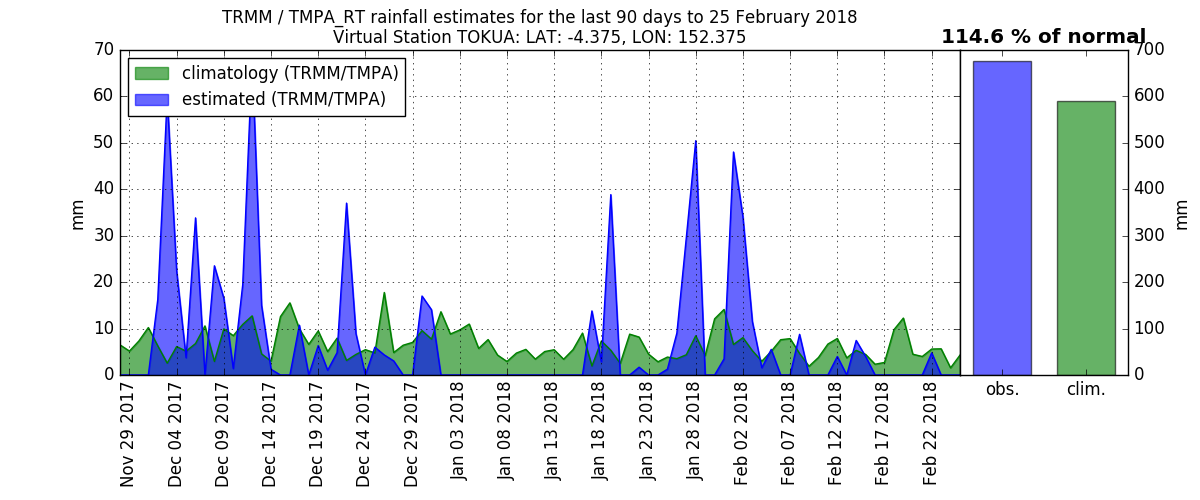 TRMM / TMPA_RT rainfall estimates for the last 90 days to 25 February 2018
Virtual Station TOKUA: LAT: -4.375, LON: 152.375
114.6 % of normal
climatology (TRMM/TMPA)
estimated (TRMM/TMPA)
mm
70
60
50
40
30
20
10
0
Nov 29 2017
Dec 04 2017
Dec 09 2017
Dec 14 2017
Dec 19 2017
Dec 24 2017
Dec 29 2017
Jan 03 2018
Jan 08 2018
Jan 13 2018
Jan 18 2018
Jan 23 2018
Jan 28 2018
Feb 02 2018
Feb 07 2018
Feb 12 2018
Feb 17 2018
Feb 22 2018
obs.
clim.
700
600
500
400
300
200
100
0
mm